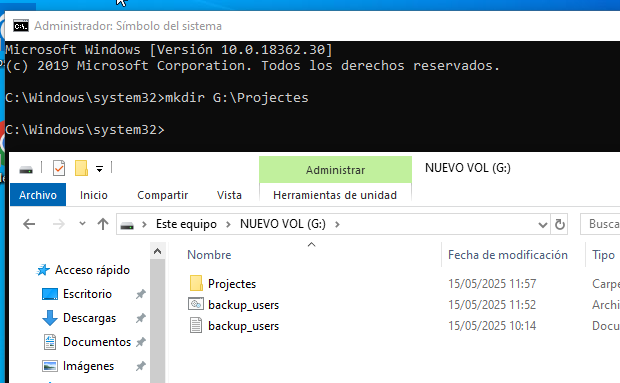 Administrador: Símbolo del sistema
Microsoft Windows [Versión 10.0.18362.30]
(c) 2019 Microsoft Corporation. Todos los derechos reservados.
C:\Windows\system32>mkdir G:\Projectes
C:\Windows\system32>
Administrar NUEVO VOL (G:)
Archivo Inicio Compartir Vista Herramientas de unidad
Este equipo NUEVO VOL (G:) Busca
Nombre Fecha de modificación Tipo
Acceso rápido
Projectes 15/05/2025 11:57 Carpe
Escritorio
backup_users 15/05/2025 11:52 Archi
Descargas
backup_users 15/05/2025 10:14 Docu
Documentos
Imágenes